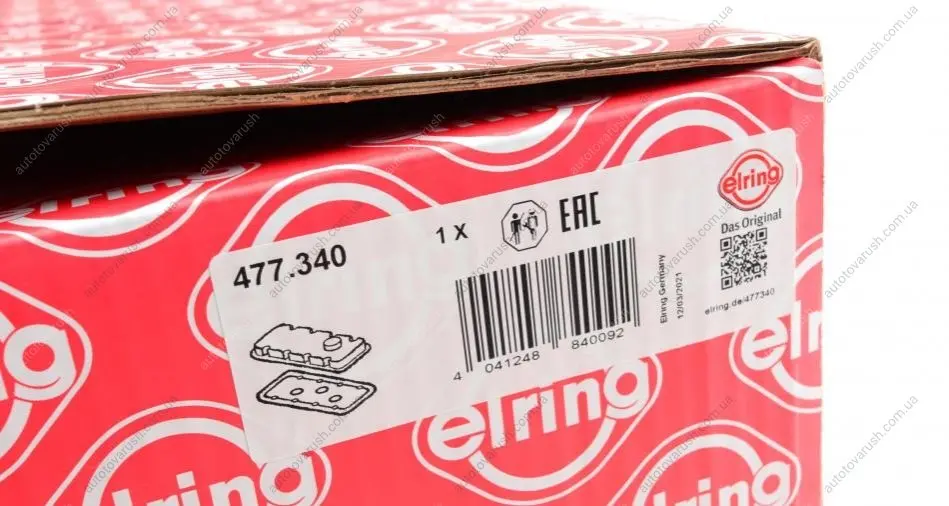 477.340
1 X
EAC
elring
Das Original
elring.de/477340
Elring Germany
12/03/2021
4 041248 840092
elring
elring
elring
elring
autotovarush.com.ua